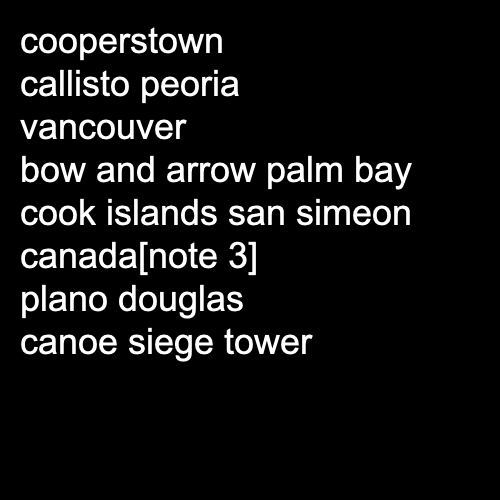 cooperstown
callisto peoria
vancouver
bow and arrow palm bay
cook islands san simeon
canada[note 3]
plano douglas
canoe siege tower